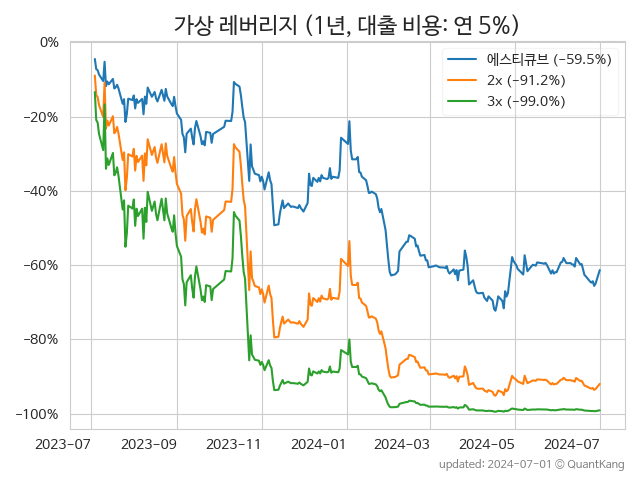 가상 레버리지 (1년, 대출 비용: 연 5%)
0%
−20%
−40%
−60%
−80%
−100%
에스티큐브 (−59.5%)
2x (−91.2%)
3x (−99.0%)
2023-07 2023-09 2023-11 2024-01 2024-03 2024-05 2024-07
updated: 2024-07-01 © QuantKang